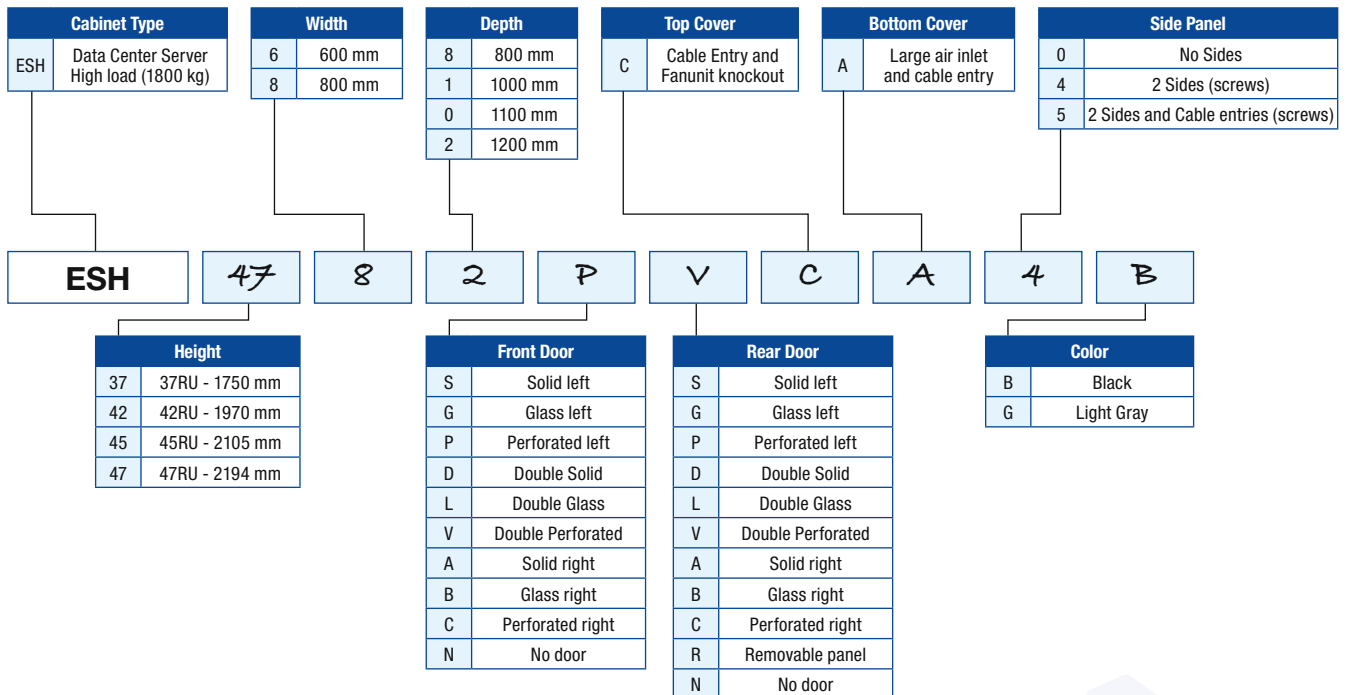 Cabinet Type
ESH Data Center Server
High load (1800 kg)
Width
6 600 mm
8 800 mm
Depth
8 800 mm
1 1000 mm
0 1100 mm
2 1200 mm
Top Cover
C Cable Entry and
Fanunit knockout
Bottom Cover
A Large air inlet
and cable entry
Side Panel
0 No Sides
4 2 Sides (screws)
5 2 Sides and Cable entries (screws)
ESH 47 8 2 P V C A 4 B
Height
37 37RU - 1750 mm
42 42RU - 1970 mm
45 45RU - 2105 mm
47 47RU - 2194 mm
Front Door
S Solid left
G Glass left
P Perforated left
D Double Solid
L Double Glass
V Double Perforated
A Solid right
B Glass right
C Perforated right
N No door
Rear Door
S Solid left
G Glass left
P Perforated left
D Double Solid
L Double Glass
V Double Perforated
A Solid right
B Glass right
C Perforated right
R Removable panel
N No door
Color
B Black
G Light Gray